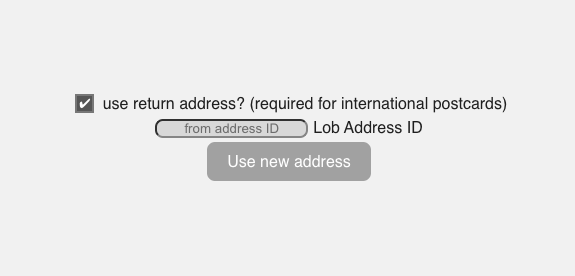 use return address? (required for international postcards)
from address ID Lob Address ID
Use new address